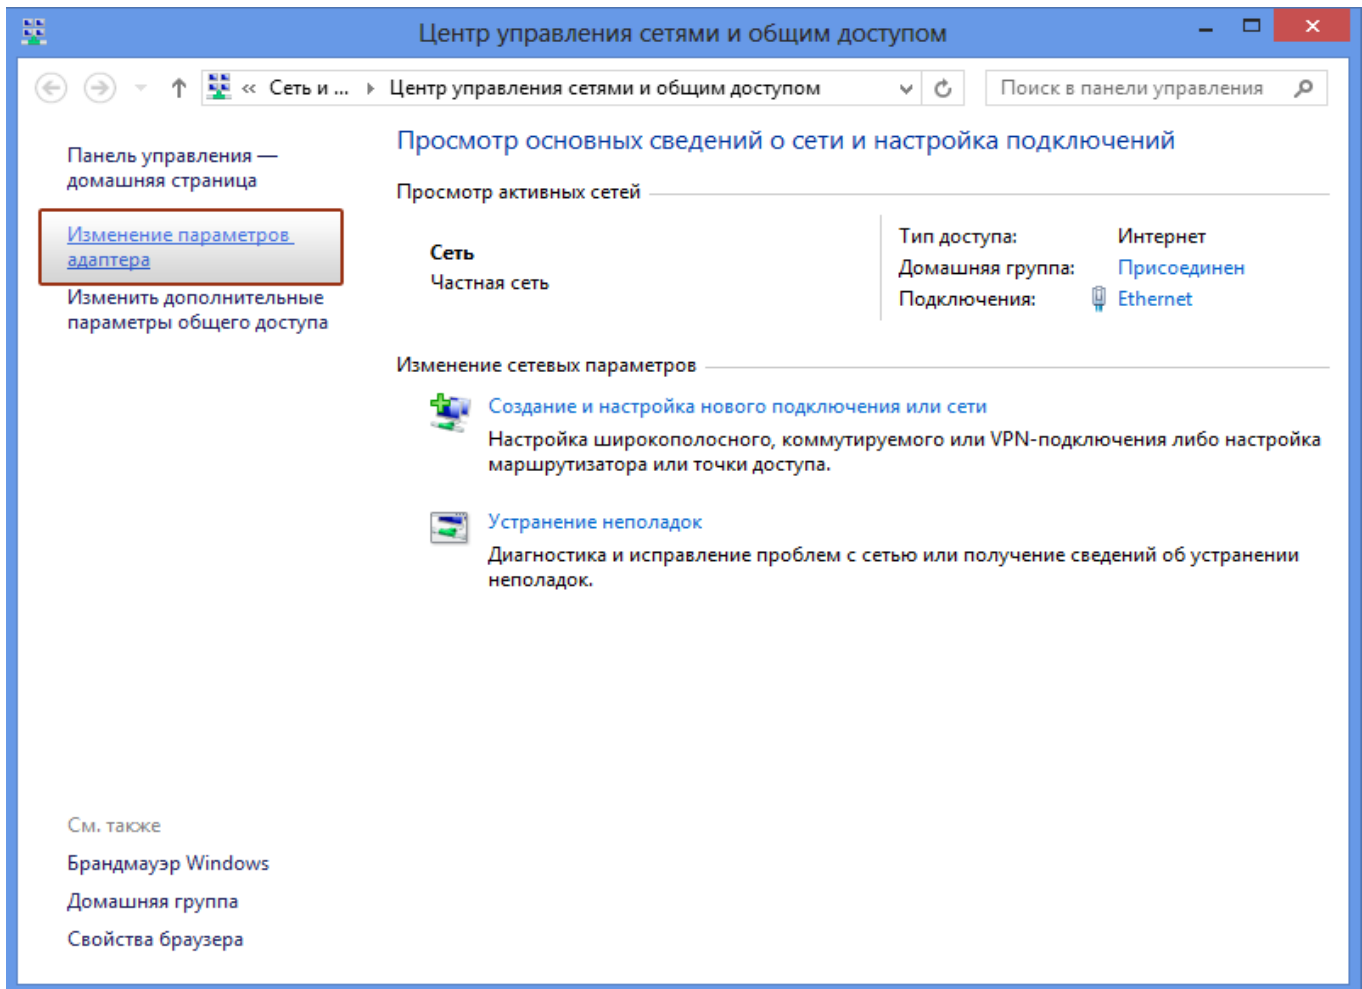 Центр управления сетями и общим доступом
« Сеть и ... Центр управления сетями и общим доступом
Поиск в панели управления
Панель управления —
домашняя страница
Изменение параметров
адаптера
Изменить дополнительные
параметры общего доступа
Просмотр основных сведений о сети и настройка подключений
Просмотр активных сетей
Сеть
Частная сеть
Тип доступа: Интернет
Домашняя группа: Присоединен
Подключения: Ethernet
Изменение сетевых параметров
Создание и настройка нового подключения или сети
Настройка широкополосного, коммутируемого или VPN-подключения либо настройка
маршрутизатора или точки доступа.
Устранение неполадок
Диагностика и исправление проблем с сетью или получение сведений об устранении
неполадок.
См. также
Брандмауэр Windows
Домашняя группа
Свойства браузера